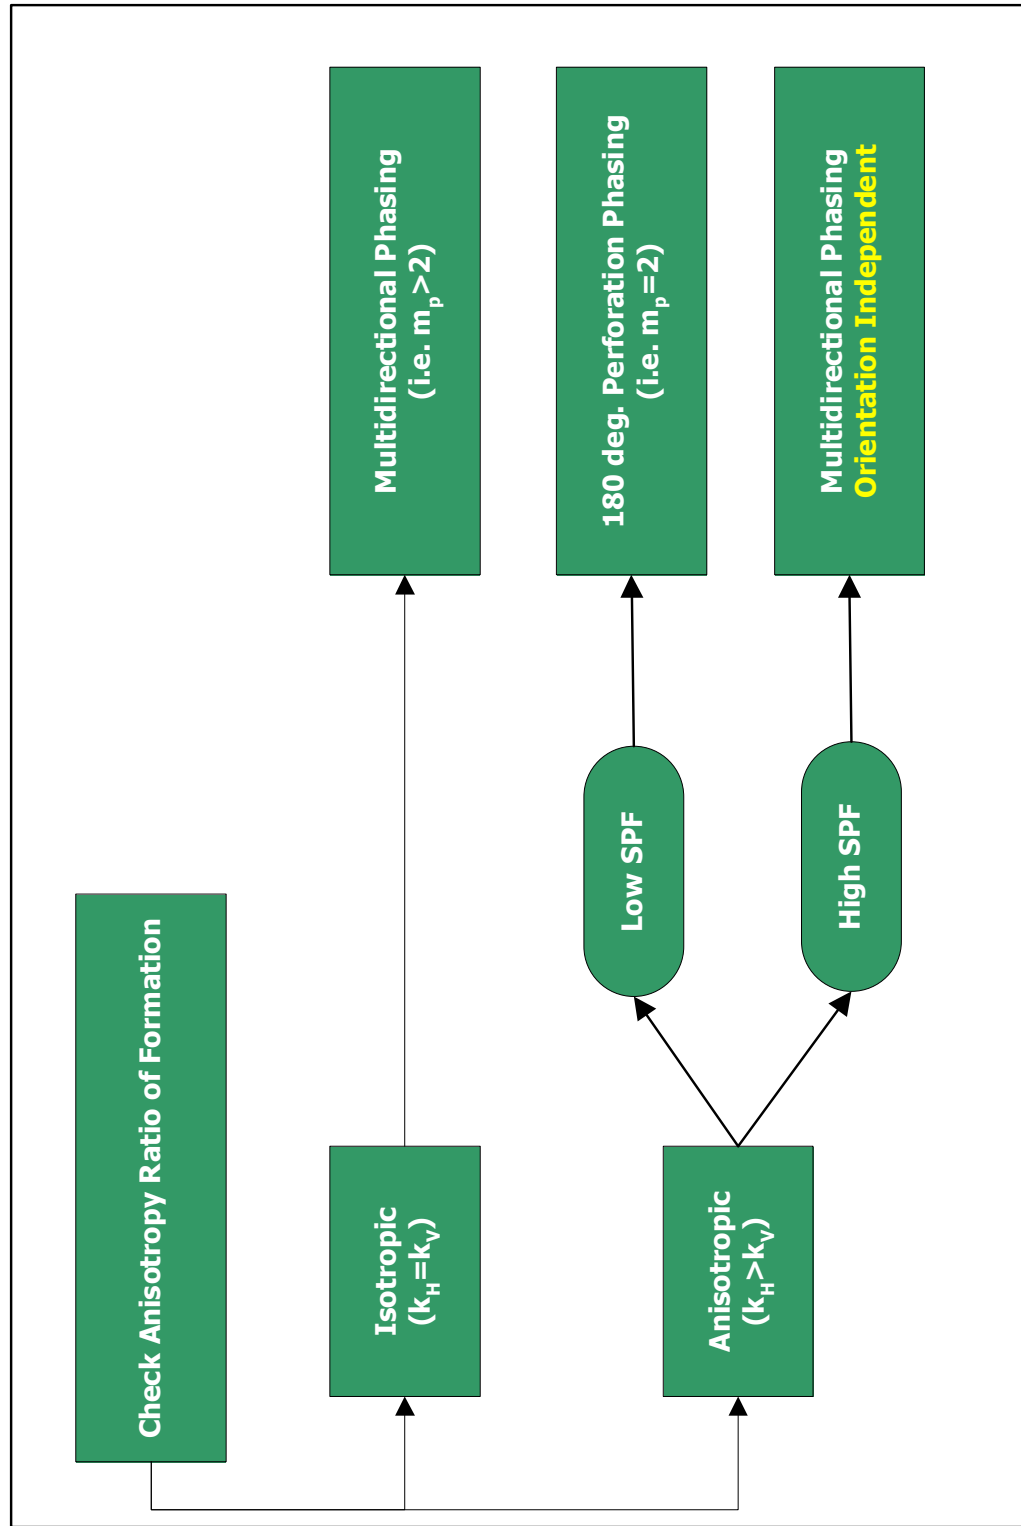 Check Anisotropy Ratio of Formation
Isotropic
(kH=kV)
Multidirectional Phasing
(i.e. mp>2)
Anisotropic
(kH>kV)
Low SPF
180 deg. Perforation Phasing
(i.e. mp=2)
High SPF
Multidirectional Phasing
Orientation Independent